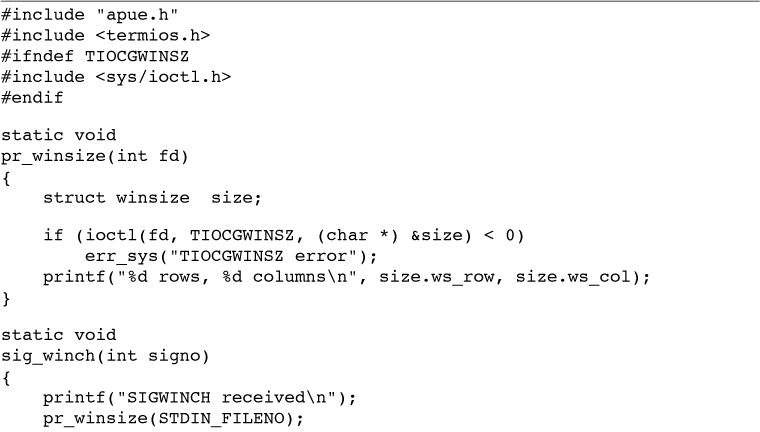 #include "apue.h"
#include <termios.h>
#ifndef TIOCGWINSZ
#include <sys/ioctl.h>
#endif
static void
pr_winsize(int fd)
{
    struct winsize  size;
    if (ioctl(fd, TIOCGWINSZ, (char *) &size) < 0)
        err_sys("TIOCGWINSZ error");
    printf("%d rows, %d columns\n", size.ws_row, size.ws_col);
}
static void
sig_winch(int signo)
{
    printf("SIGWINCH received\n");
    pr_winsize(STDIN_FILENO);